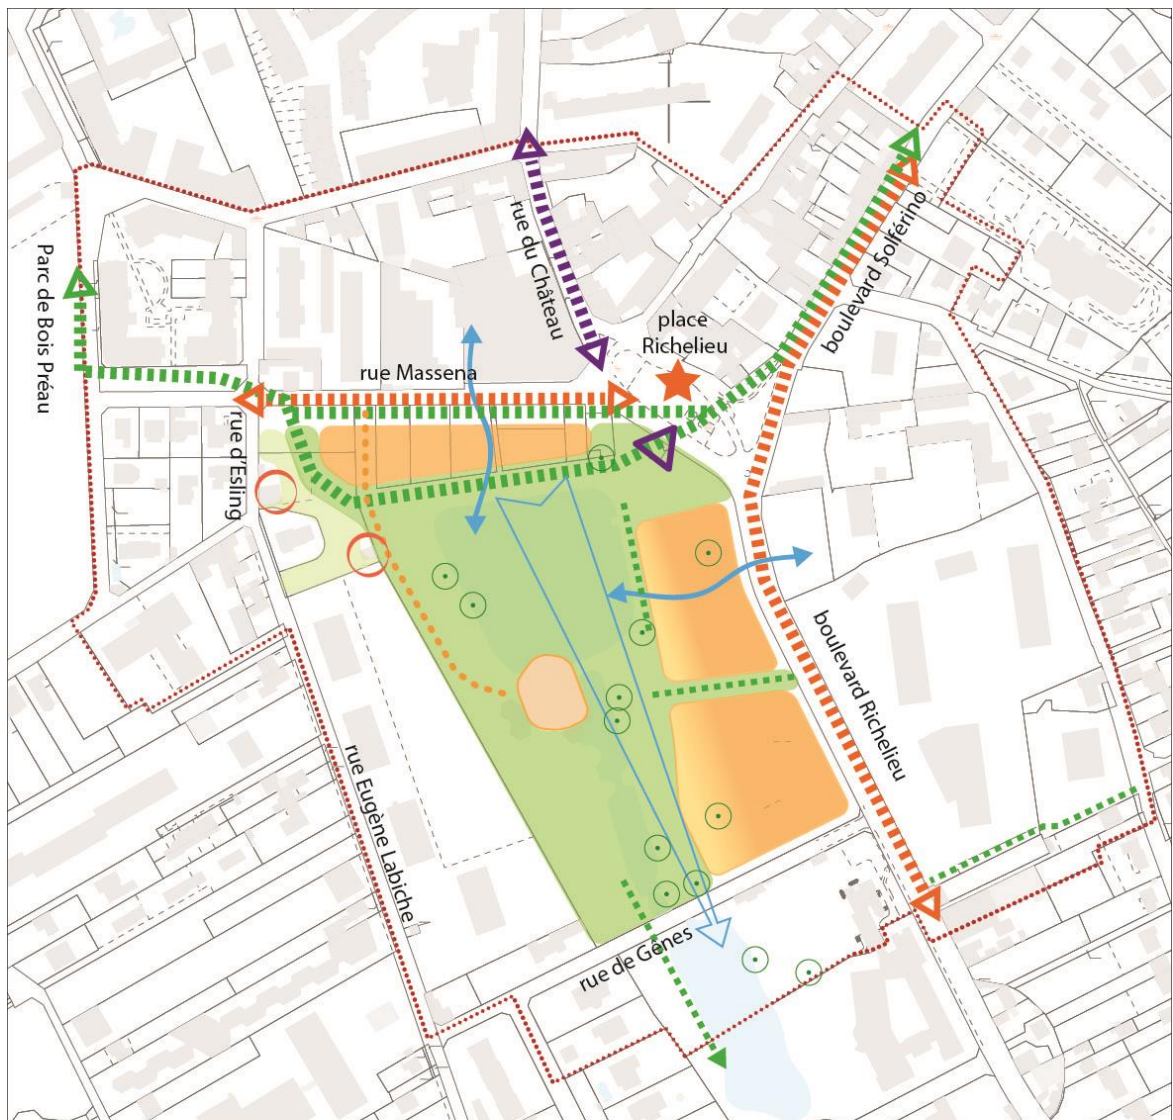 rue du Château
boulevard Solférino
place
Richelieu
Parc de Bois Préau
rue Massena
rue d'Esling
boulevard Richelieu
rue Eugène Labiche
rue de Gênes